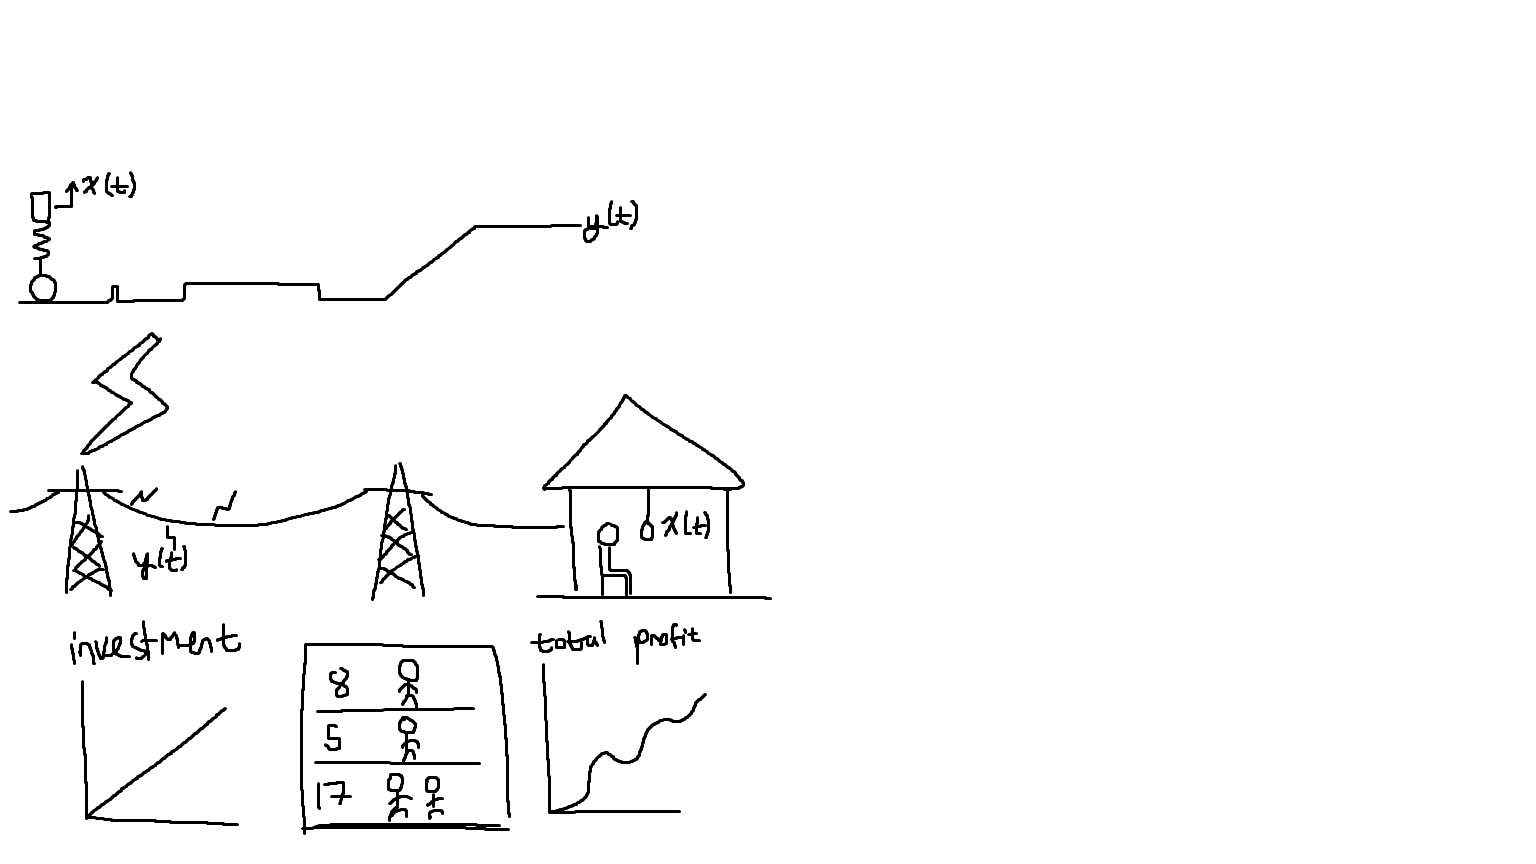 x(t)
y(t)
x(t)
y(t)
investment
total profit
8
5
17